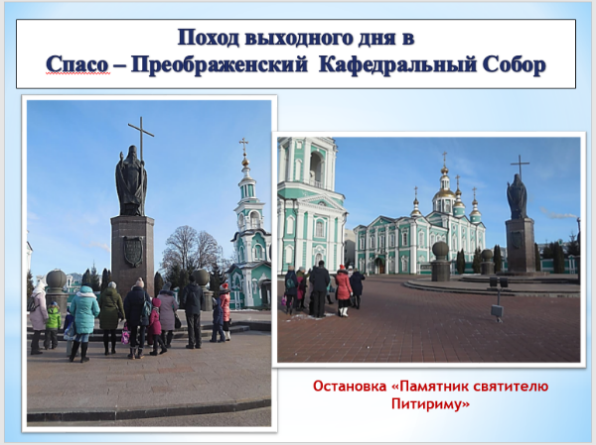 Поход выходного дня в
Спасо – Преображенский Кафедральный Собор
Остановка «Памятник святителю
Питириму»